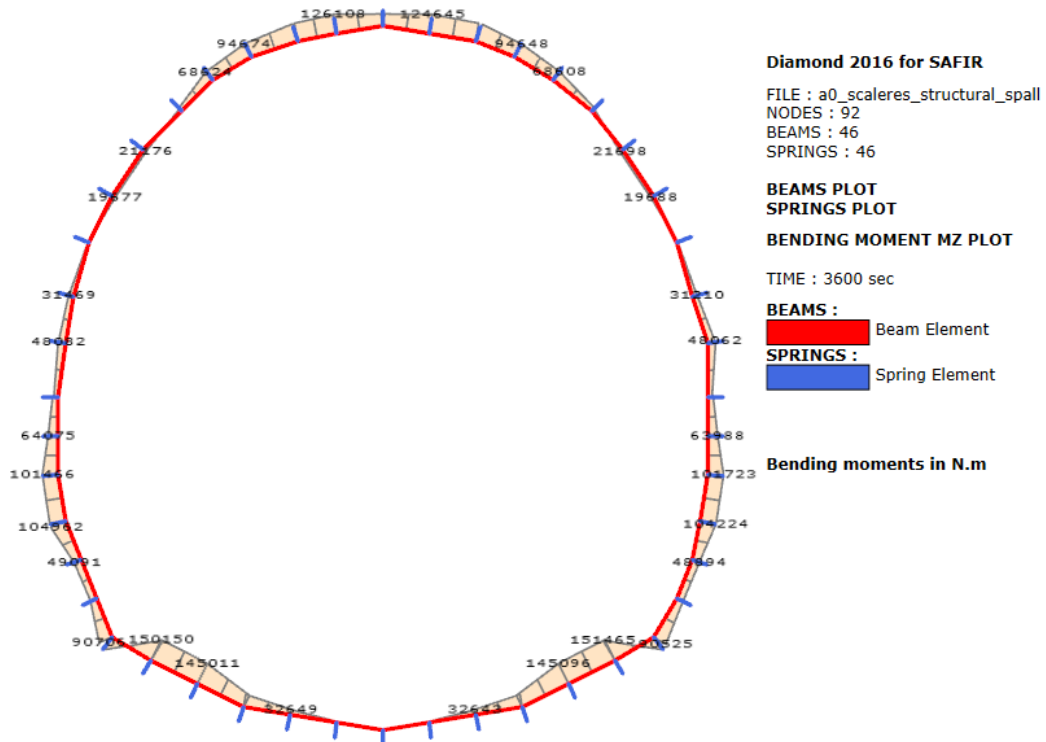 126108 124645
94674 94648
68624 68608
21176 21698
19677 19688
31469 31210
48082 48062
64075 63988
101466 101723
104962 104224
49091 48994
150150 151465
145011 145096
32649 32643
Diamond 2016 for SAFIR
FILE : a0_scaleres_structural_spall
NODES : 92
BEAMS : 46
SPRINGS : 46
BEAMS PLOT
SPRINGS PLOT
BENDING MOMENT MZ PLOT
TIME : 3600 sec
BEAMS :
Beam Element
SPRINGS :
Spring Element
Bending moments in N.m